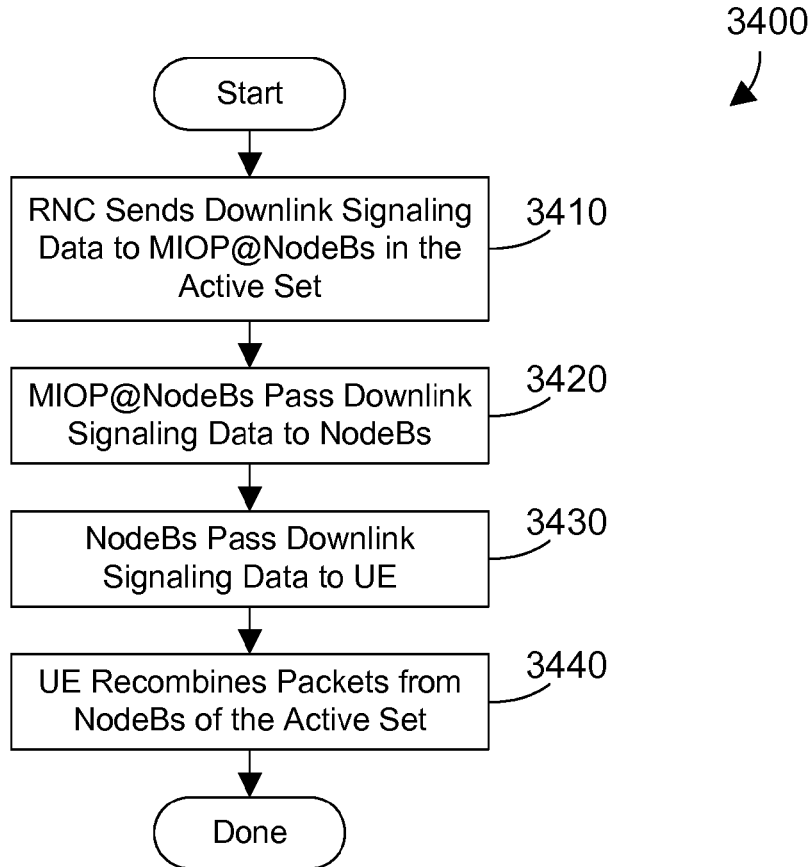 3400
Start
RNC Sends Downlink Signaling
Data to MIOP@NodeBs in the
Active Set
3410
MIOP@NodeBs Pass Downlink
Signaling Data to NodeBs
3420
NodeBs Pass Downlink
Signaling Data to UE
3430
UE Recombines Packets from
NodeBs of the Active Set
3440
Done